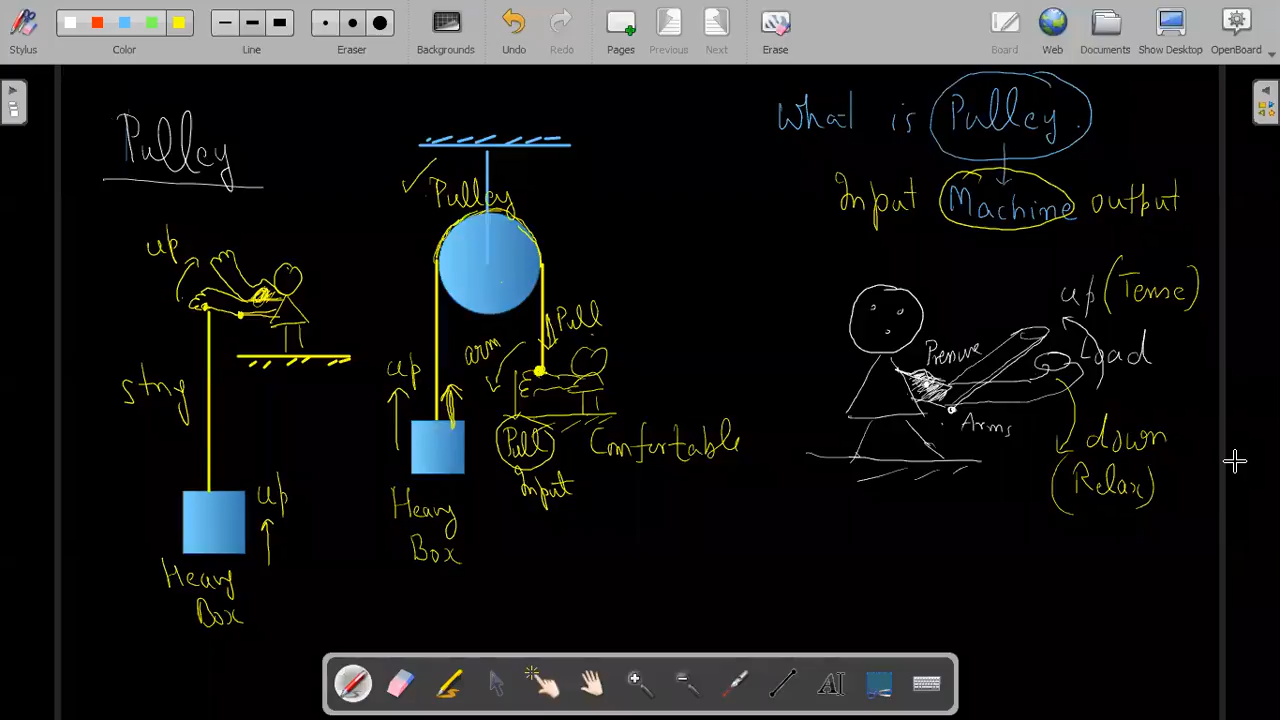 Stylus
Color
Line
Eraser
Backgrounds
Undo
Redo
Pages
Previous
Next
Erase
Board
Web
Documents
Show Desktop
OpenBoard
Pulley
What is Pulley.
Input Machine output
Pulley
up
string
up
Heavy
Box
Pull
arm
up
Pull
Input
Comfortable
Heavy
Box
up (Tense)
Load
Pressure
Arms
down
(Relax)